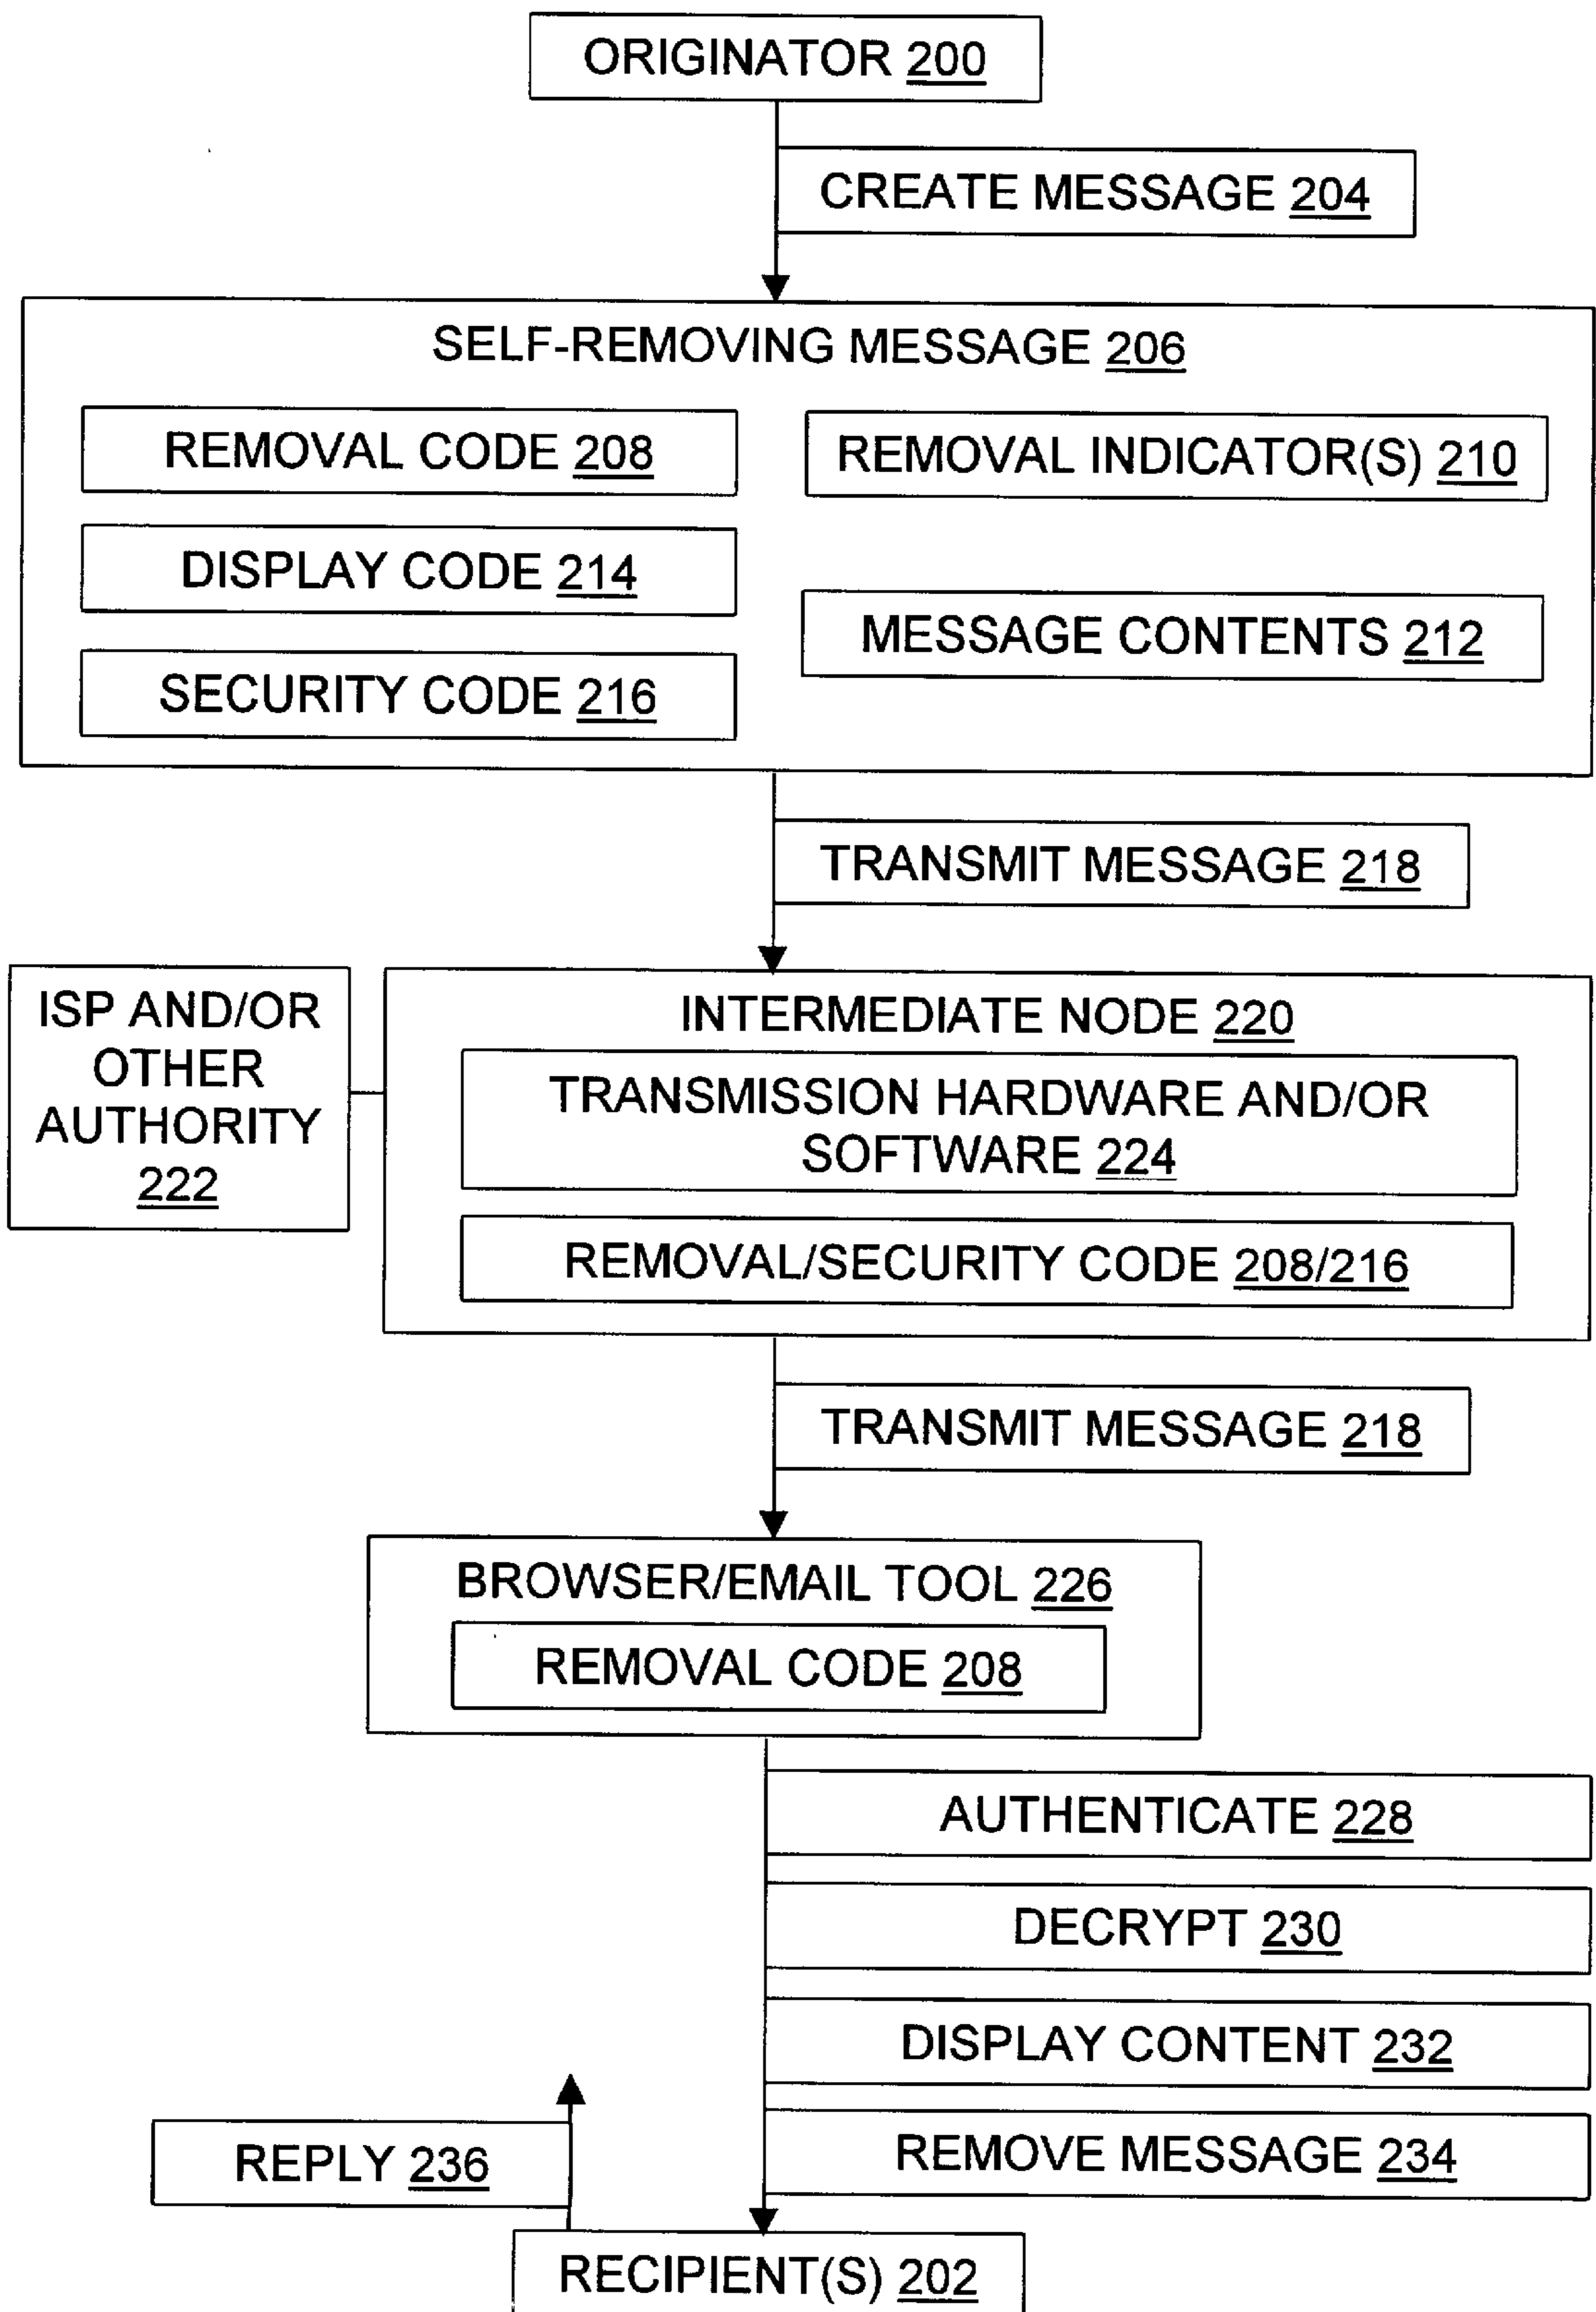 ORIGINATOR 200
CREATE MESSAGE 204
SELF-REMOVING MESSAGE 206
REMOVAL CODE 208
REMOVAL INDICATOR(S) 210
DISPLAY CODE 214
MESSAGE CONTENTS 212
SECURITY CODE 216
TRANSMIT MESSAGE 218
ISP AND/OR
OTHER
AUTHORITY
222
INTERMEDIATE NODE 220
TRANSMISSION HARDWARE AND/OR
SOFTWARE 224
REMOVAL/SECURITY CODE 208/216
TRANSMIT MESSAGE 218
BROWSER/EMAIL TOOL 226
REMOVAL CODE 208
AUTHENTICATE 228
DECRYPT 230
DISPLAY CONTENT 232
REMOVE MESSAGE 234
REPLY 236
RECIPIENT(S) 202